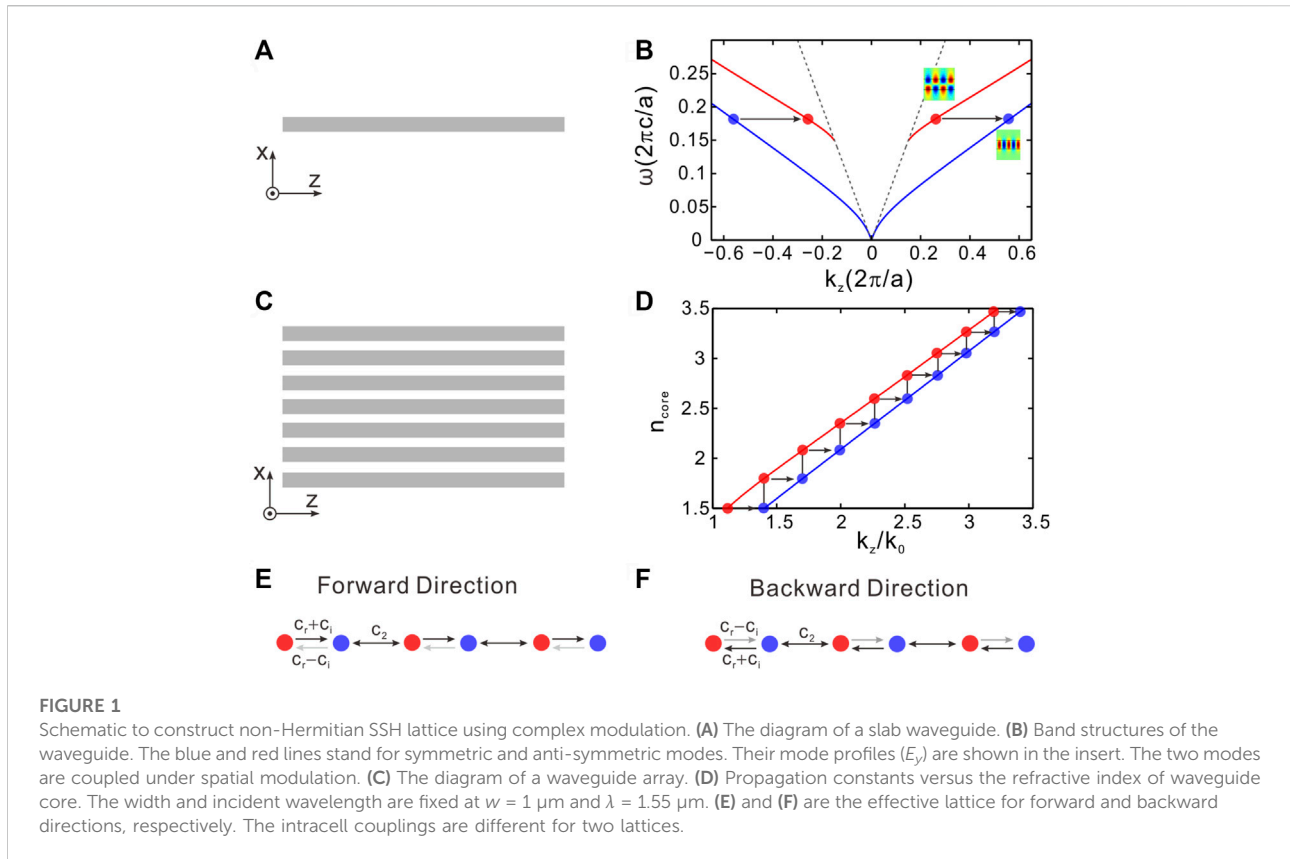 A
X
Z
B
ω(2πc/a)
0.25
0.2
0.15
0.1
0.05
0
−0.6 −0.4 −0.2 0 0.2 0.4 0.6
k_z(2π/a)
C
X
Z
D
n_core
3.5
3
2.5
2
1.5
1 1.5 2 2.5 3 3.5
k_z/k_0
E Forward Direction
c_r+c_i
c_2
c_r−c_i
F Backward Direction
c_r−c_i
c_2
c_r+c_i
FIGURE 1
Schematic to construct non-Hermitian SSH lattice using complex modulation. (A) The diagram of a slab waveguide. (B) Band structures of the
waveguide. The blue and red lines stand for symmetric and anti-symmetric modes. Their mode profiles (E_y) are shown in the insert. The two modes
are coupled under spatial modulation. (C) The diagram of a waveguide array. (D) Propagation constants versus the refractive index of waveguide
core. The width and incident wavelength are fixed at w = 1 μm and λ = 1.55 μm. (E) and (F) are the effective lattice for forward and backward
directions, respectively. The intracell couplings are different for two lattices.